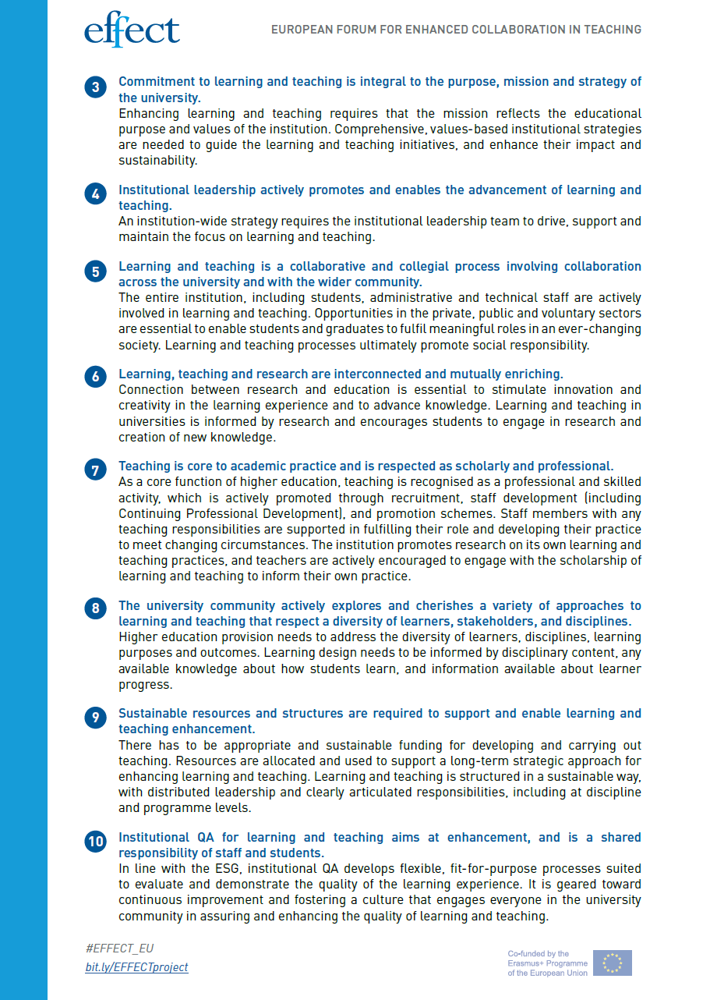 effect
EUROPEAN FORUM FOR ENHANCED COLLABORATION IN TEACHING
3
Commitment to learning and teaching is integral to the purpose, mission and strategy of
the university.
Enhancing learning and teaching requires that the mission reflects the educational
purpose and values of the institution. Comprehensive, values-based institutional strategies
are needed to guide the learning and teaching initiatives, and enhance their impact and
sustainability.
4
Institutional leadership actively promotes and enables the advancement of learning and
teaching.
An institution-wide strategy requires the institutional leadership team to drive, support and
maintain the focus on learning and teaching.
5
Learning and teaching is a collaborative and collegial process involving collaboration
across the university and with the wider community.
The entire institution, including students, administrative and technical staff are actively
involved in learning and teaching. Opportunities in the private, public and voluntary sectors
are essential to enable students and graduates to fulfil meaningful roles in an ever-changing
society. Learning and teaching processes ultimately promote social responsibility.
6
Learning, teaching and research are interconnected and mutually enriching.
Connection between research and education is essential to stimulate innovation and
creativity in the learning experience and to advance knowledge. Learning and teaching in
universities is informed by research and encourages students to engage in research and
creation of new knowledge.
7
Teaching is core to academic practice and is respected as scholarly and professional.
As a core function of higher education, teaching is recognised as a professional and skilled
activity, which is actively promoted through recruitment, staff development (including
Continuing Professional Development), and promotion schemes. Staff members with any
teaching responsibilities are supported in fulfilling their role and developing their practice
to meet changing circumstances. The institution promotes research on its own learning and
teaching practices, and teachers are actively encouraged to engage with the scholarship of
learning and teaching to inform their own practice.
8
The university community actively explores and cherishes a variety of approaches to
learning and teaching that respect a diversity of learners, stakeholders, and disciplines.
Higher education provision needs to address the diversity of learners, disciplines, learning
purposes and outcomes. Learning design needs to be informed by disciplinary content, any
available knowledge about how students learn, and information available about learner
progress.
9
Sustainable resources and structures are required to support and enable learning and
teaching enhancement.
There has to be appropriate and sustainable funding for developing and carrying out
teaching. Resources are allocated and used to support a long-term strategic approach for
enhancing learning and teaching. Learning and teaching is structured in a sustainable way,
with distributed leadership and clearly articulated responsibilities, including at discipline
and programme levels.
10
Institutional QA for learning and teaching aims at enhancement, and is a shared
responsibility of staff and students.
In line with the ESG, institutional QA develops flexible, fit-for-purpose processes suited
to evaluate and demonstrate the quality of the learning experience. It is geared toward
continuous improvement and fostering a culture that engages everyone in the university
community in assuring and enhancing the quality of learning and teaching.
#EFFECT_EU
bit.ly/EFFECTproject
Co-funded by the
Erasmus+ Programme
of the European Union